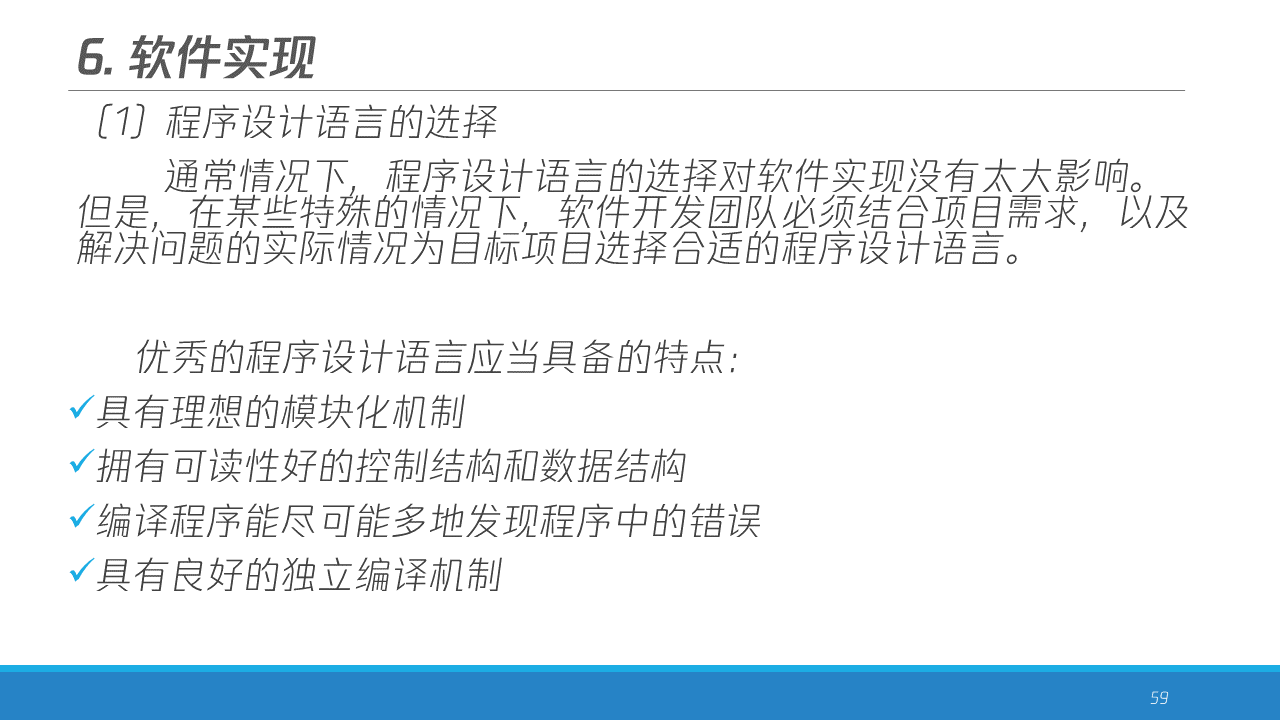 6. 软件实现
（1）程序设计语言的选择
通常情况下，程序设计语言的选择对软件实现没有太大影响。
但是，在某些特殊的情况下，软件开发团队必须结合项目需求，以及
解决问题的实际情况为目标项目选择合适的程序设计语言。
优秀的程序设计语言应当具备的特点：
✓具有理想的模块化机制
✓拥有可读性好的控制结构和数据结构
✓编译程序能尽可能多地发现程序中的错误
✓具有良好的独立编译机制
59